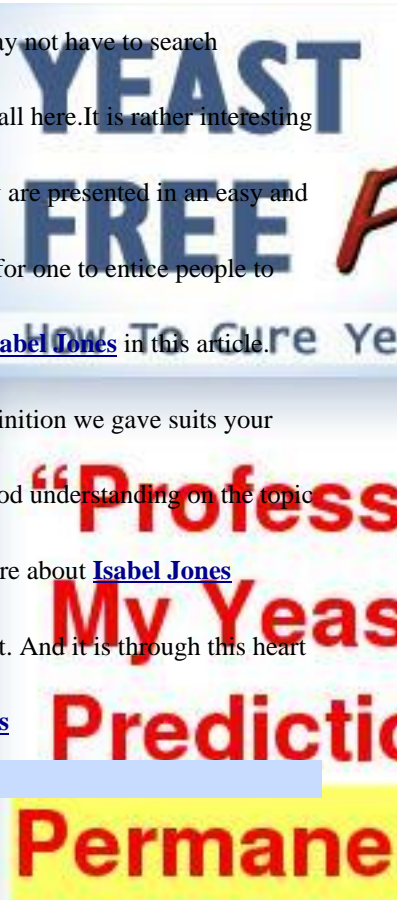 ay not have to search
YEAST
all here.It is rather interesting
are presented in an easy and
FREE P
for one to entice people to
How To Cure Ye
abel Jones in this article.
inition we gave suits your
“Profess
od understanding on the topic
re about Isabel Jones
My Yeas
t. And it is through this heart
s
Predictio
Permane